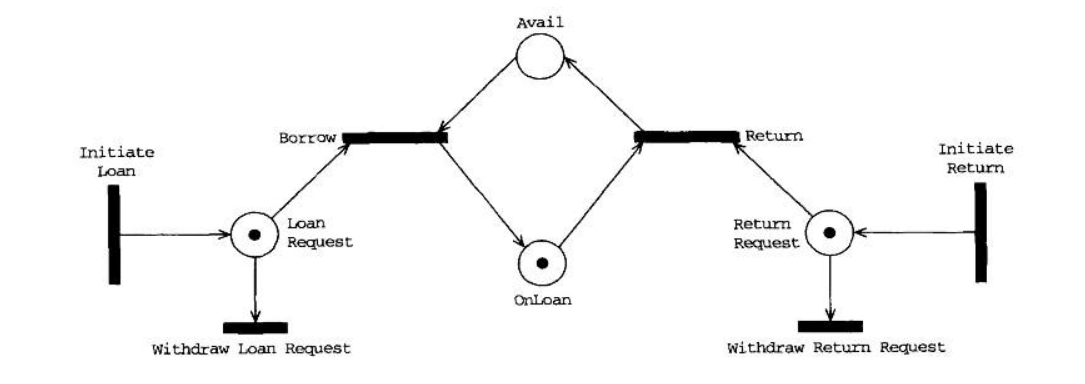 Avail
Borrow
Return
Initiate
Loan
Initiate
Return
Loan
Request
Return
Request
OnLoan
Withdraw Loan Request
Withdraw Return Request